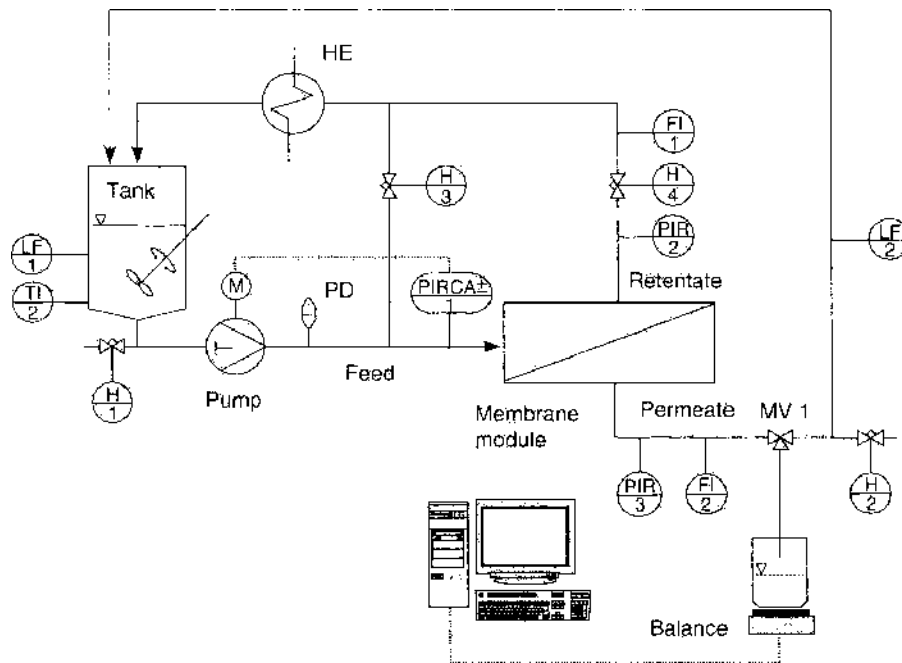 HE
FI
1
Tank
H
3
H
4
LF
1
PIR
2
LF
2
TI
2
M
PD
PIRCA±
1
Retentate
Feed
H
1
Pump
Membrane
module
Permeate
MV 1
PIR
3
FI
2
H
2
Balance